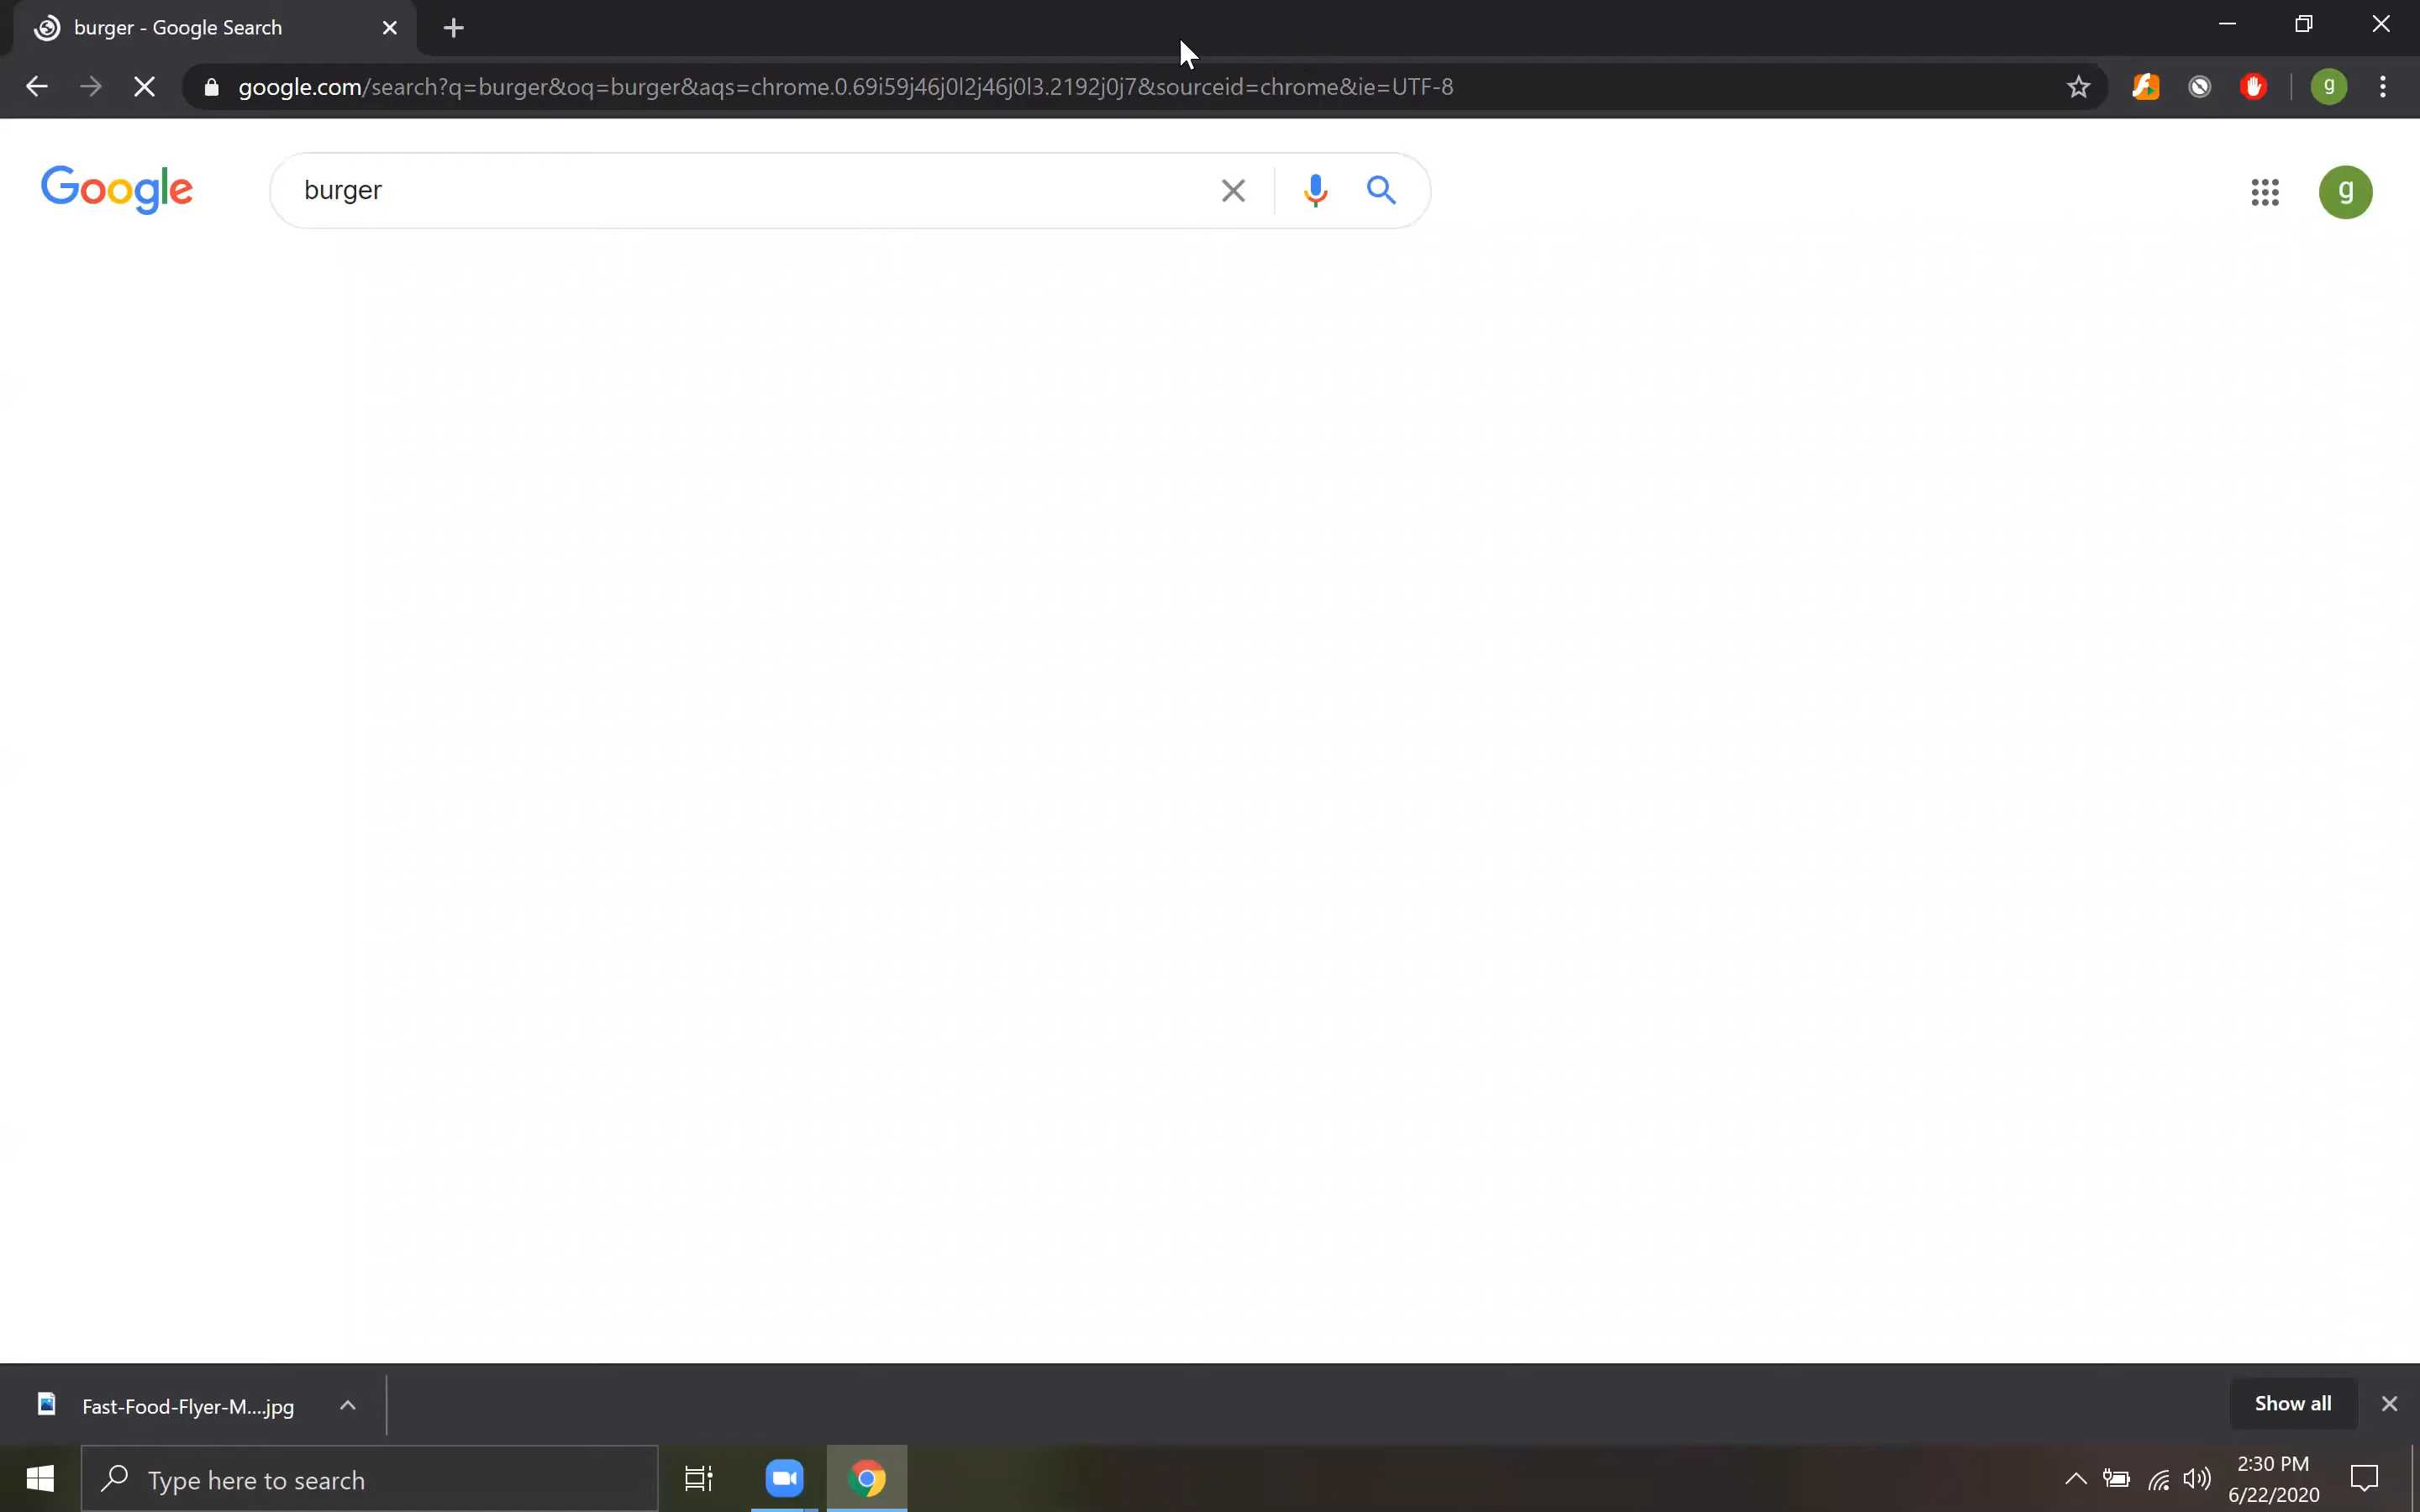 burger - Google Search
google.com/search?q=burger&oq=burger&aqs=chrome.0.69i59j46j0l2j46j0l3.2192j0j7&sourceid=chrome&ie=UTF-8
g
Google
burger
g
Fast-Food-Flyer-M....jpg
Show all
Type here to search
2:30 PM
6/22/2020